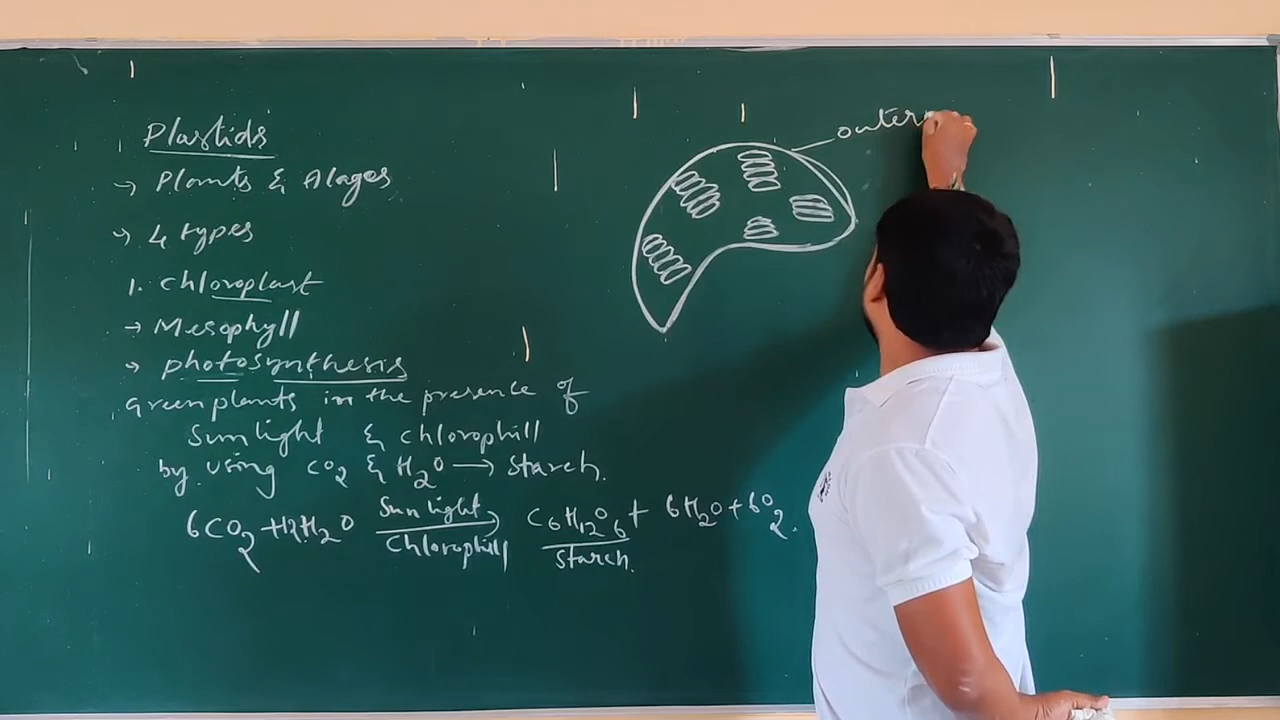 Plastids
→ Plants & Alages
→ 4 types
1. chloroplast
→ Mesophyll
→ photosynthesis
Green plants in the presence of
Sunlight & chlorophill
by using CO2 & H2O → starch.
6CO2 + 12H2O Sunlight Chlorophill C6H12O6 + 6H2O + 6O2.
Starch.
outer